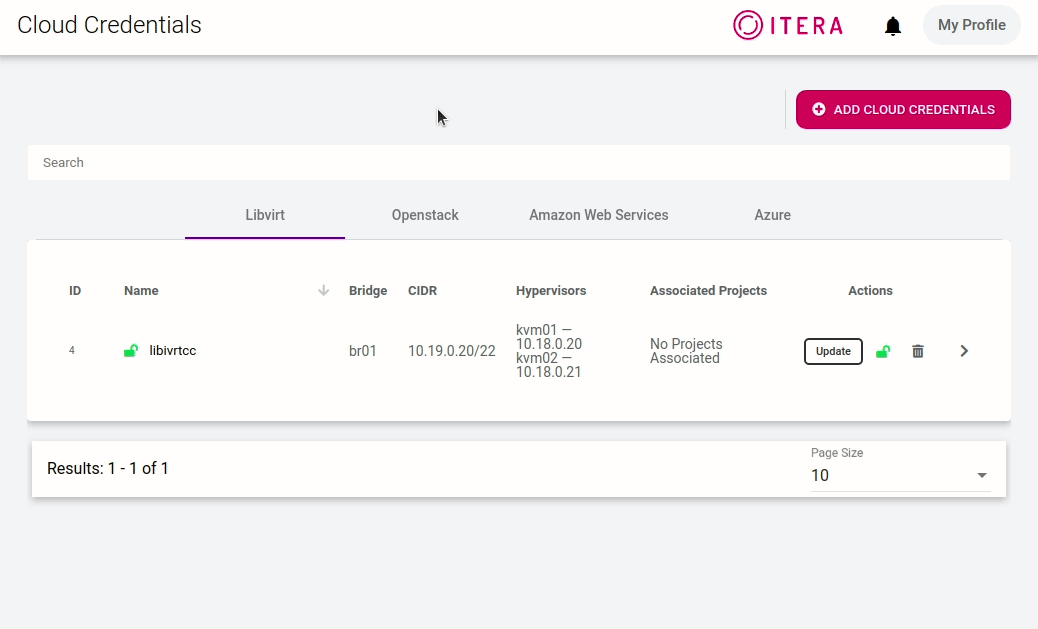 Cloud Credentials
ITERA
My Profile
ADD CLOUD CREDENTIALS
Search
Libvirt Openstack Amazon Web Services Azure
ID Name Bridge CIDR Hypervisors Associated Projects Actions
4 libivrtcc br01 10.19.0.20/22
kvm01 —
10.18.0.20
kvm02 —
10.18.0.21
No Projects
Associated
Update
Results: 1 - 1 of 1
Page Size
10